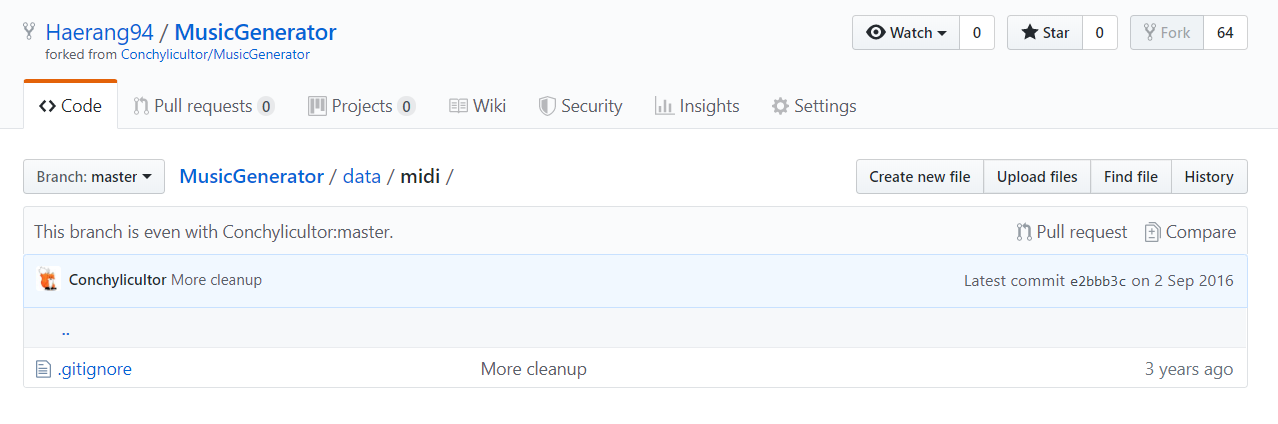 Haerang94 / MusicGenerator
forked from Conchylicultor/MusicGenerator
Watch 0 Star 0 Fork 64
Code Pull requests 0 Projects 0 Wiki Security Insights Settings
Branch: master MusicGenerator / data / midi / Create new file Upload files Find file History
This branch is even with Conchylicultor:master. Pull request Compare
Conchylicultor More cleanup Latest commit e2bbb3c on 2 Sep 2016
..
.gitignore More cleanup 3 years ago